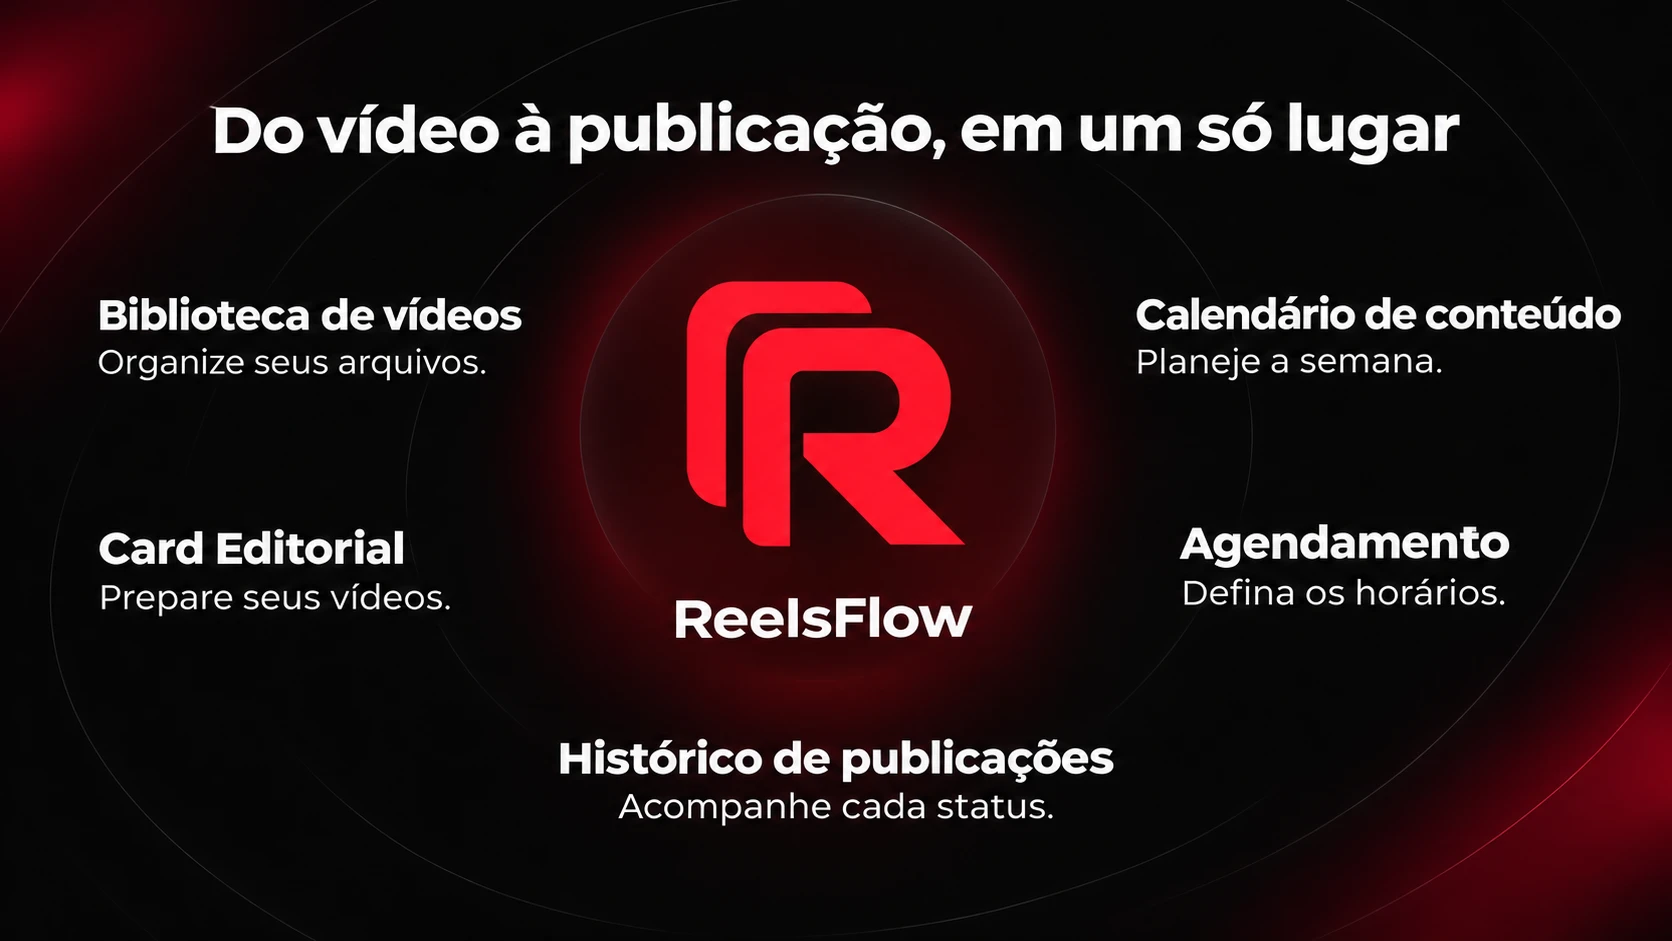 Do vídeo à publicação, em um só lugar
Biblioteca de vídeos
Organize seus arquivos.
Calendário de conteúdo
Planeje a semana.
Card Editorial
Prepare seus vídeos.
Agendamento
Defina os horários.
ReelsFlow
Histórico de publicações
Acompanhe cada status.